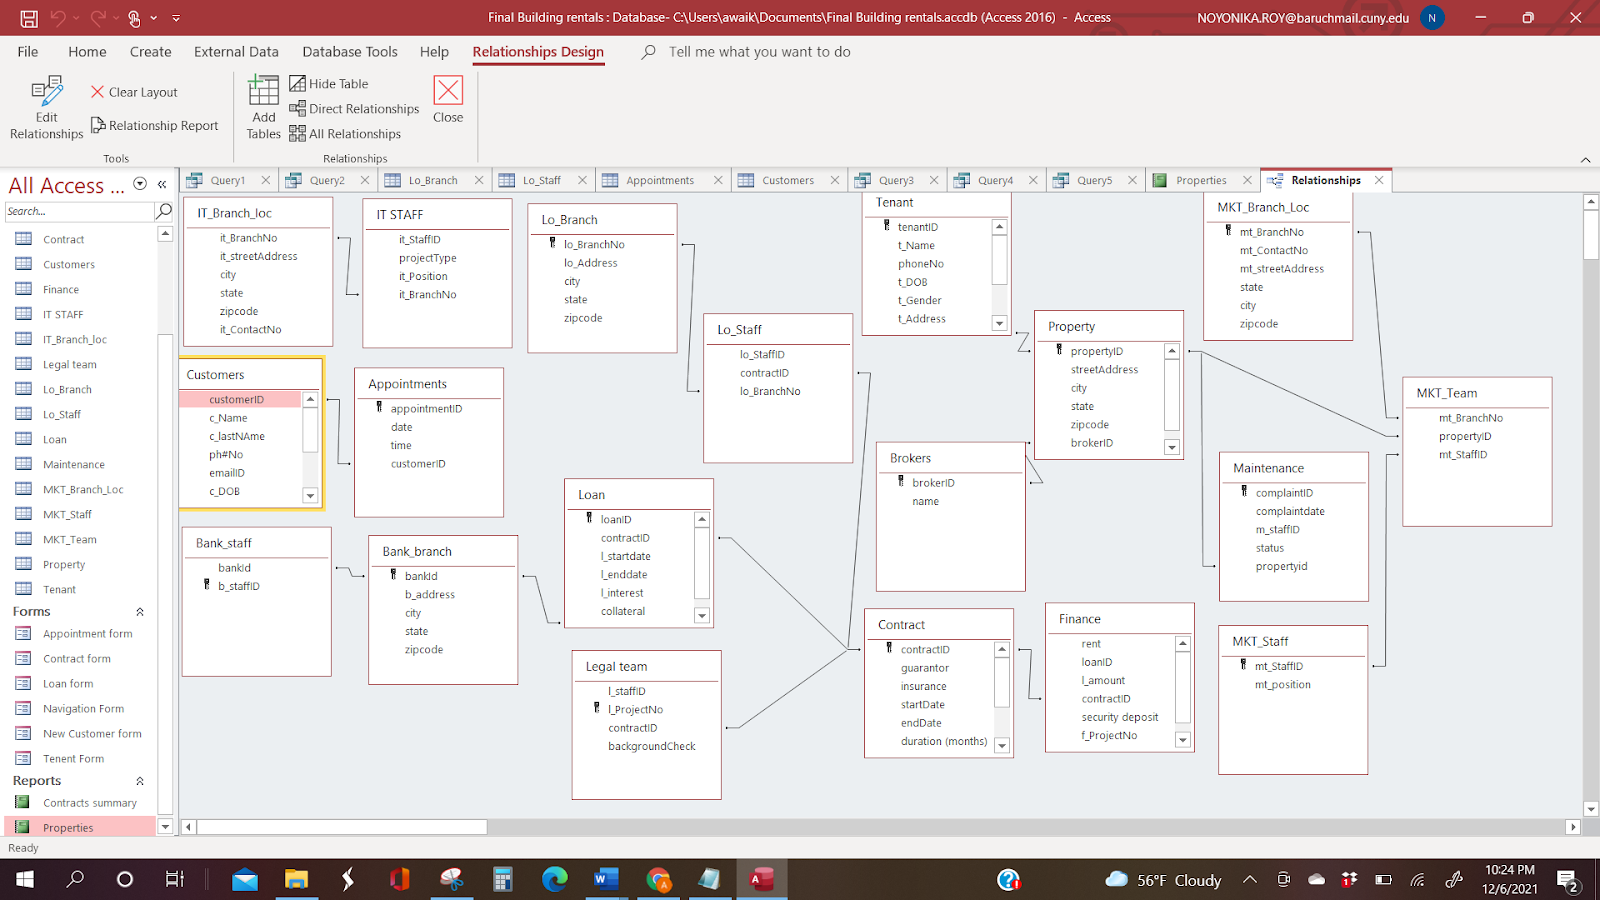 Final Building rentals : Database- C:\Users\awaik\Documents\Final Building rentals.accdb (Access 2016) - Access
NOYONIKA.ROY@baruchmail.cuny.edu
N
File
Home
Create
External Data
Database Tools
Help
Relationships Design
Tell me what you want to do
Edit
Relationships
Clear Layout
Relationship Report
Tools
Add
Tables
Hide Table
Direct Relationships
All Relationships
Close
Relationships
All Access ...
Search...
Query1
Query2
Lo_Branch
Lo_Staff
Appointments
Customers
Query3
Query4
Query5
Properties
Relationships
Contract
Customers
Finance
IT STAFF
IT_Branch_loc
Legal team
Lo_Branch
Lo_Staff
Loan
Maintenance
MKT_Branch_Loc
MKT_Staff
MKT_Team
Property
Tenant
Forms
Appointment form
Contract form
Loan form
Navigation Form
New Customer form
Tenent Form
Reports
Contracts summary
Properties
IT_Branch_loc
it_BranchNo
it_streetAddress
city
state
zipcode
it_ContactNo
IT STAFF
it_StaffID
projectType
it_Position
it_BranchNo
Lo_Branch
lo_BranchNo
lo_Address
city
state
zipcode
Lo_Staff
lo_StaffID
contractID
lo_BranchNo
Tenant
tenantID
t_Name
phoneNo
t_DOB
t_Gender
t_Address
Property
propertyID
streetAddress
city
state
zipcode
brokerID
MKT_Branch_Loc
mt_BranchNo
mt_ContactNo
mt_streetAddress
state
city
zipcode
MKT_Team
mt_BranchNo
propertyID
mt_StaffID
Customers
customerID
c_Name
c_lastNAme
ph#No
emailID
c_DOB
Appointments
appointmentID
date
time
customerID
Brokers
brokerID
name
Maintenance
complaintID
complaintdate
m_staffID
status
propertyid
Loan
loanID
contractID
l_startdate
l_enddate
l_interest
collateral
Bank_staff
bankId
b_staffID
Bank_branch
bankId
b_address
city
state
zipcode
Legal team
l_staffID
l_ProjectNo
contractID
backgroundCheck
Contract
contractID
guarantor
insurance
startDate
endDate
duration (months)
Finance
rent
loanID
l_amount
contractID
security deposit
f_ProjectNo
MKT_Staff
mt_StaffID
mt_position
Ready
56°F Cloudy
10:24 PM
12/6/2021
2